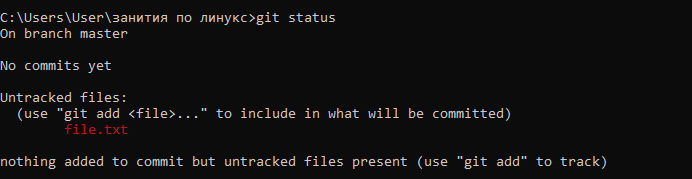 C:\Users\User\занития по линукс>git status
On branch master
No commits yet
Untracked files:
(use "git add <file>..." to include in what will be committed)
file.txt
nothing added to commit but untracked files present (use "git add" to track)